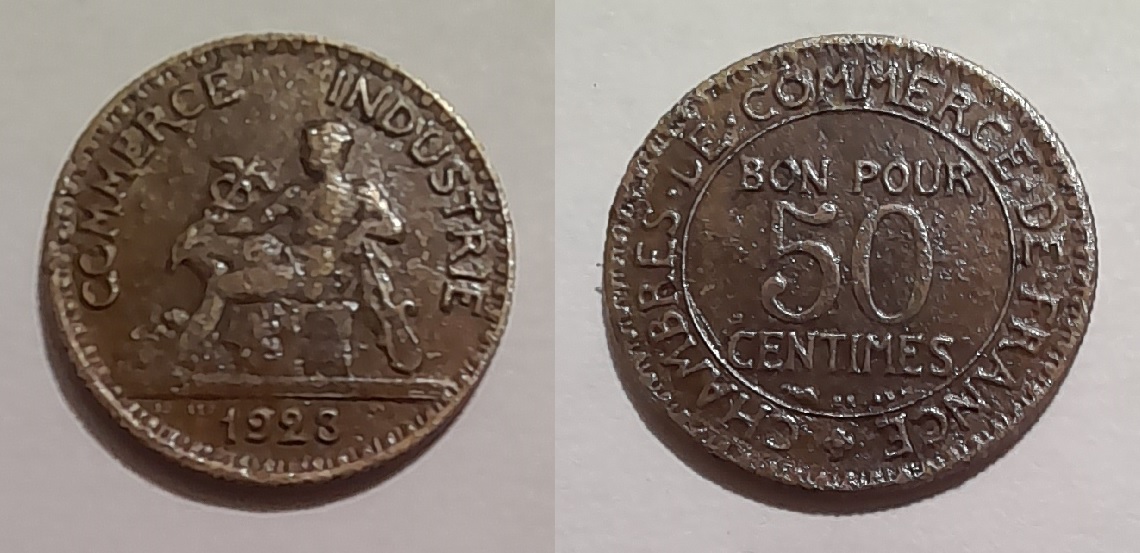 COMMERCE INDUSTRIE
1923
CHAMBRES·DE·COMMERCE·DE·FRANCE
BON POUR
50
CENTIMES